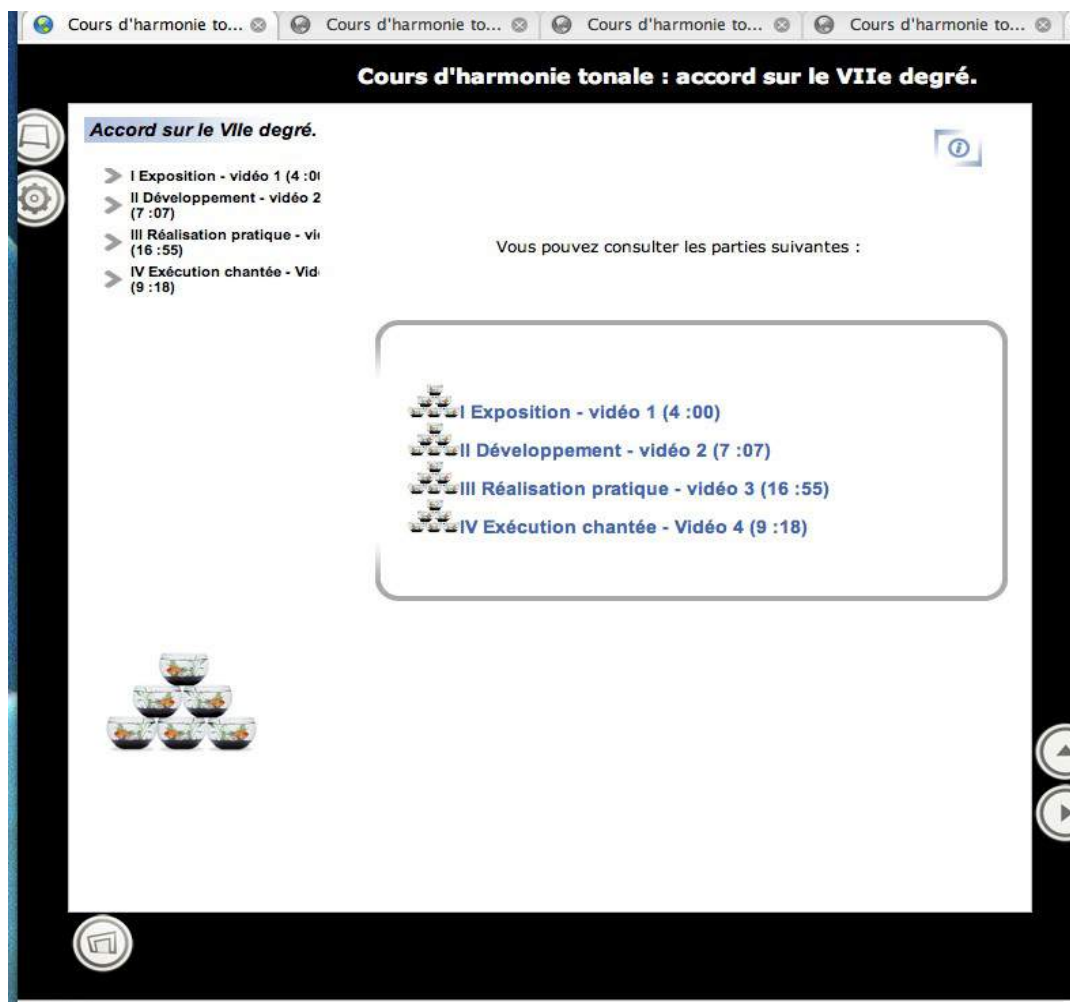 Cours d'harmonie to...
Cours d'harmonie to...
Cours d'harmonie to...
Cours d'harmonie to...
Cours d'harmonie tonale : accord sur le VIIe degré.
Accord sur le VIIe degré.
I Exposition - vidéo 1 (4 :00
II Développement - vidéo 2
(7 :07)
III Réalisation pratique - vi
(16 :55)
IV Exécution chantée - Vid
(9 :18)
Vous pouvez consulter les parties suivantes :
I Exposition - vidéo 1 (4 :00)
II Développement - vidéo 2 (7 :07)
III Réalisation pratique - vidéo 3 (16 :55)
IV Exécution chantée - Vidéo 4 (9 :18)